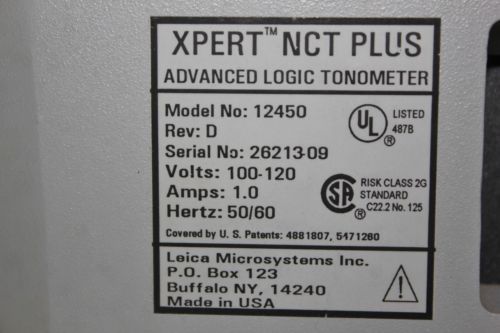 XPERT™ NCT PLUS
ADVANCED LOGIC TONOMETER
Model No: 12450
Rev: D
Serial No: 26213-09
Volts: 100-120
Amps: 1.0
Hertz: 50/60
UL ® LISTED
487B
SA ® RISK CLASS 2G
STANDARD
C22.2 No. 125
Covered by U. S. Patents: 4881807, 5471260
Leica Microsystems Inc.
P.O. Box 123
Buffalo NY, 14240
Made in USA